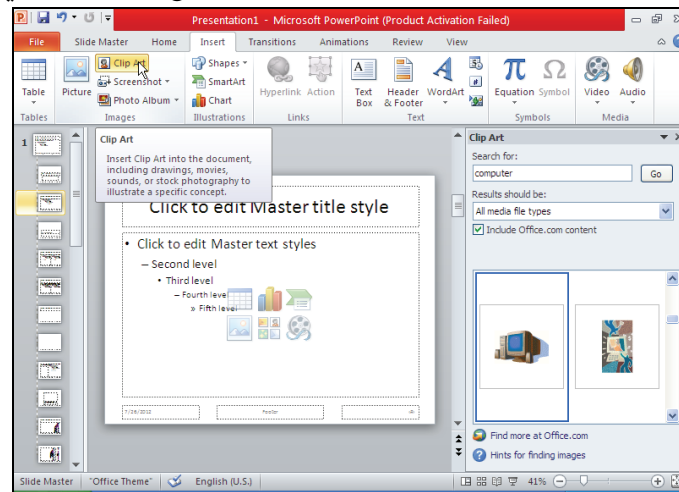 Presentation1 - Microsoft PowerPoint (Product Activation Failed)
File Slide Master Home Insert Transitions Animations Review View
Table
Picture
Clip Art
Screenshot
Photo Album
Shapes
SmartArt
Chart
Hyperlink Action
Text Box
Header & Footer
WordArt
Equation Symbol
Video Audio
Tables Images Illustrations Links Text Symbols Media
1
Clip Art
Insert Clip Art into the document,
including drawings, movies,
sounds, or stock photography to
illustrate a specific concept.
Click to edit Master title style
• Click to edit Master text styles
– Second level
• Third level
– Fourth level
» Fifth level
7/26/2012 Footer
Clip Art
Search for:
computer Go
Results should be:
All media file types
Include Office.com content
Find more at Office.com
Hints for finding images
Slide Master "Office Theme" English (U.S.) 41%